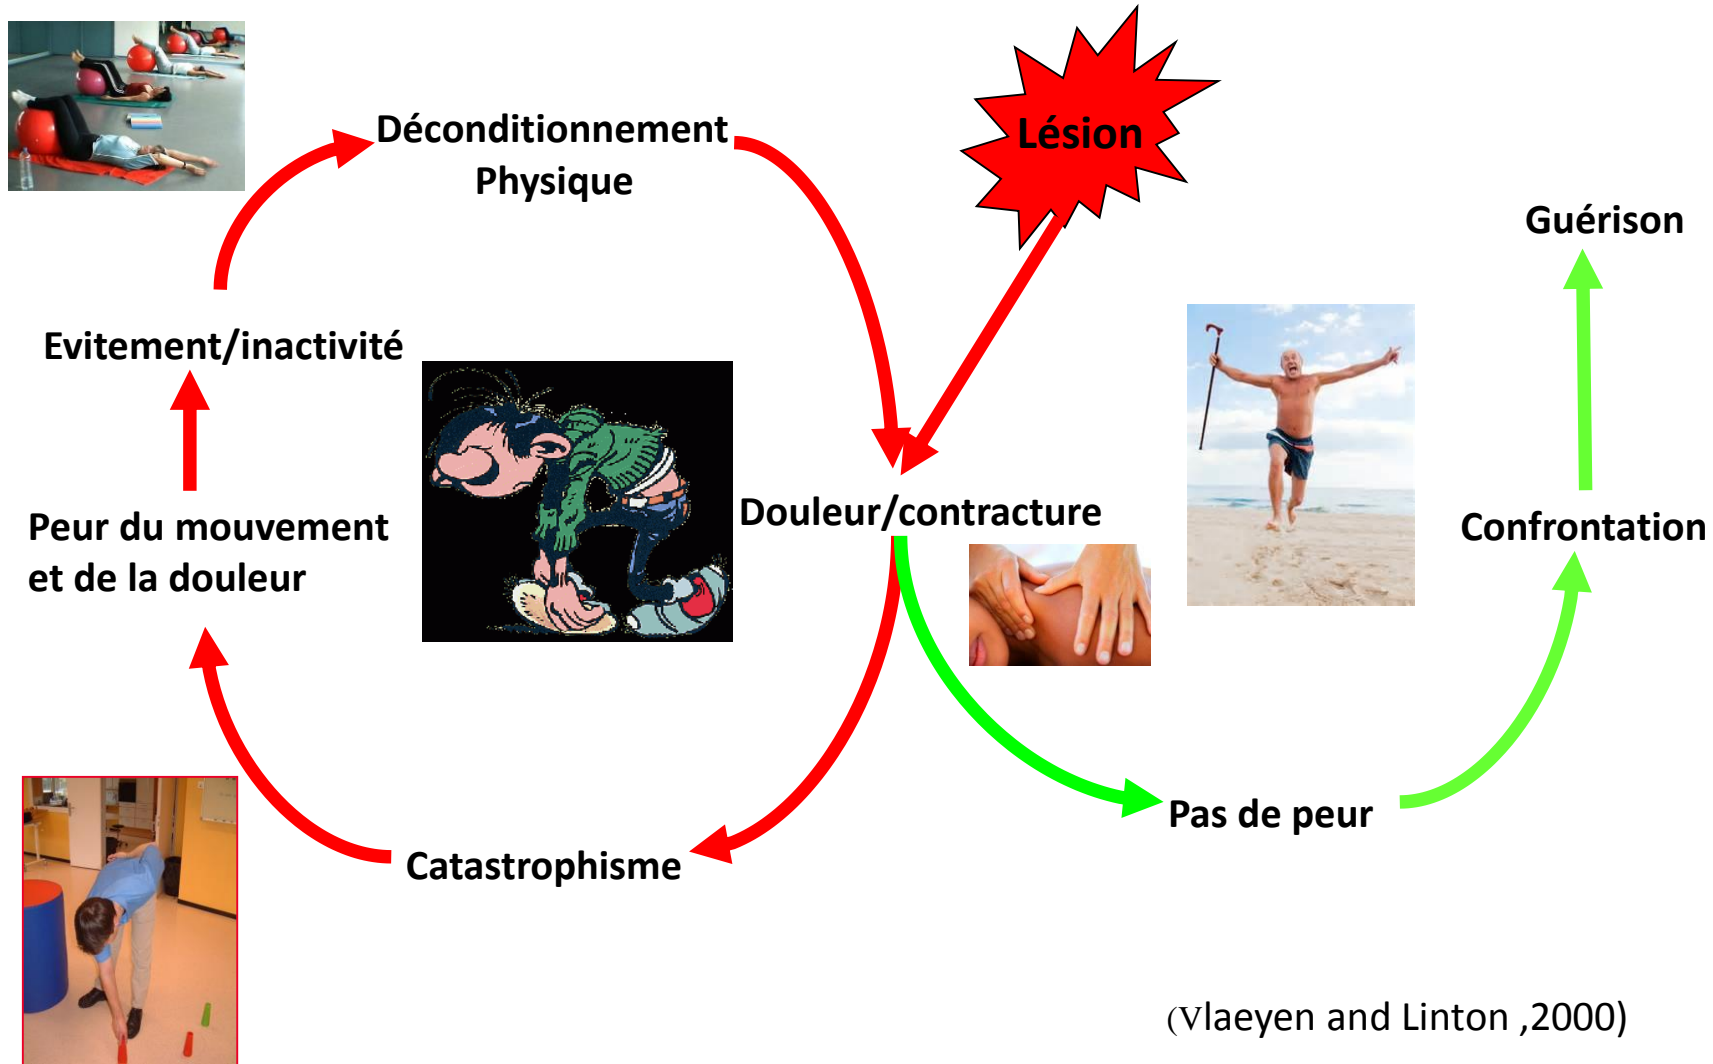 Déconditionnement
Physique
Lésion
Guérison
Evitement/inactivité
Peur du mouvement
et de la douleur
Douleur/contracture
Confrontation
Pas de peur
Catastrophisme
(Vlaeyen and Linton ,2000)